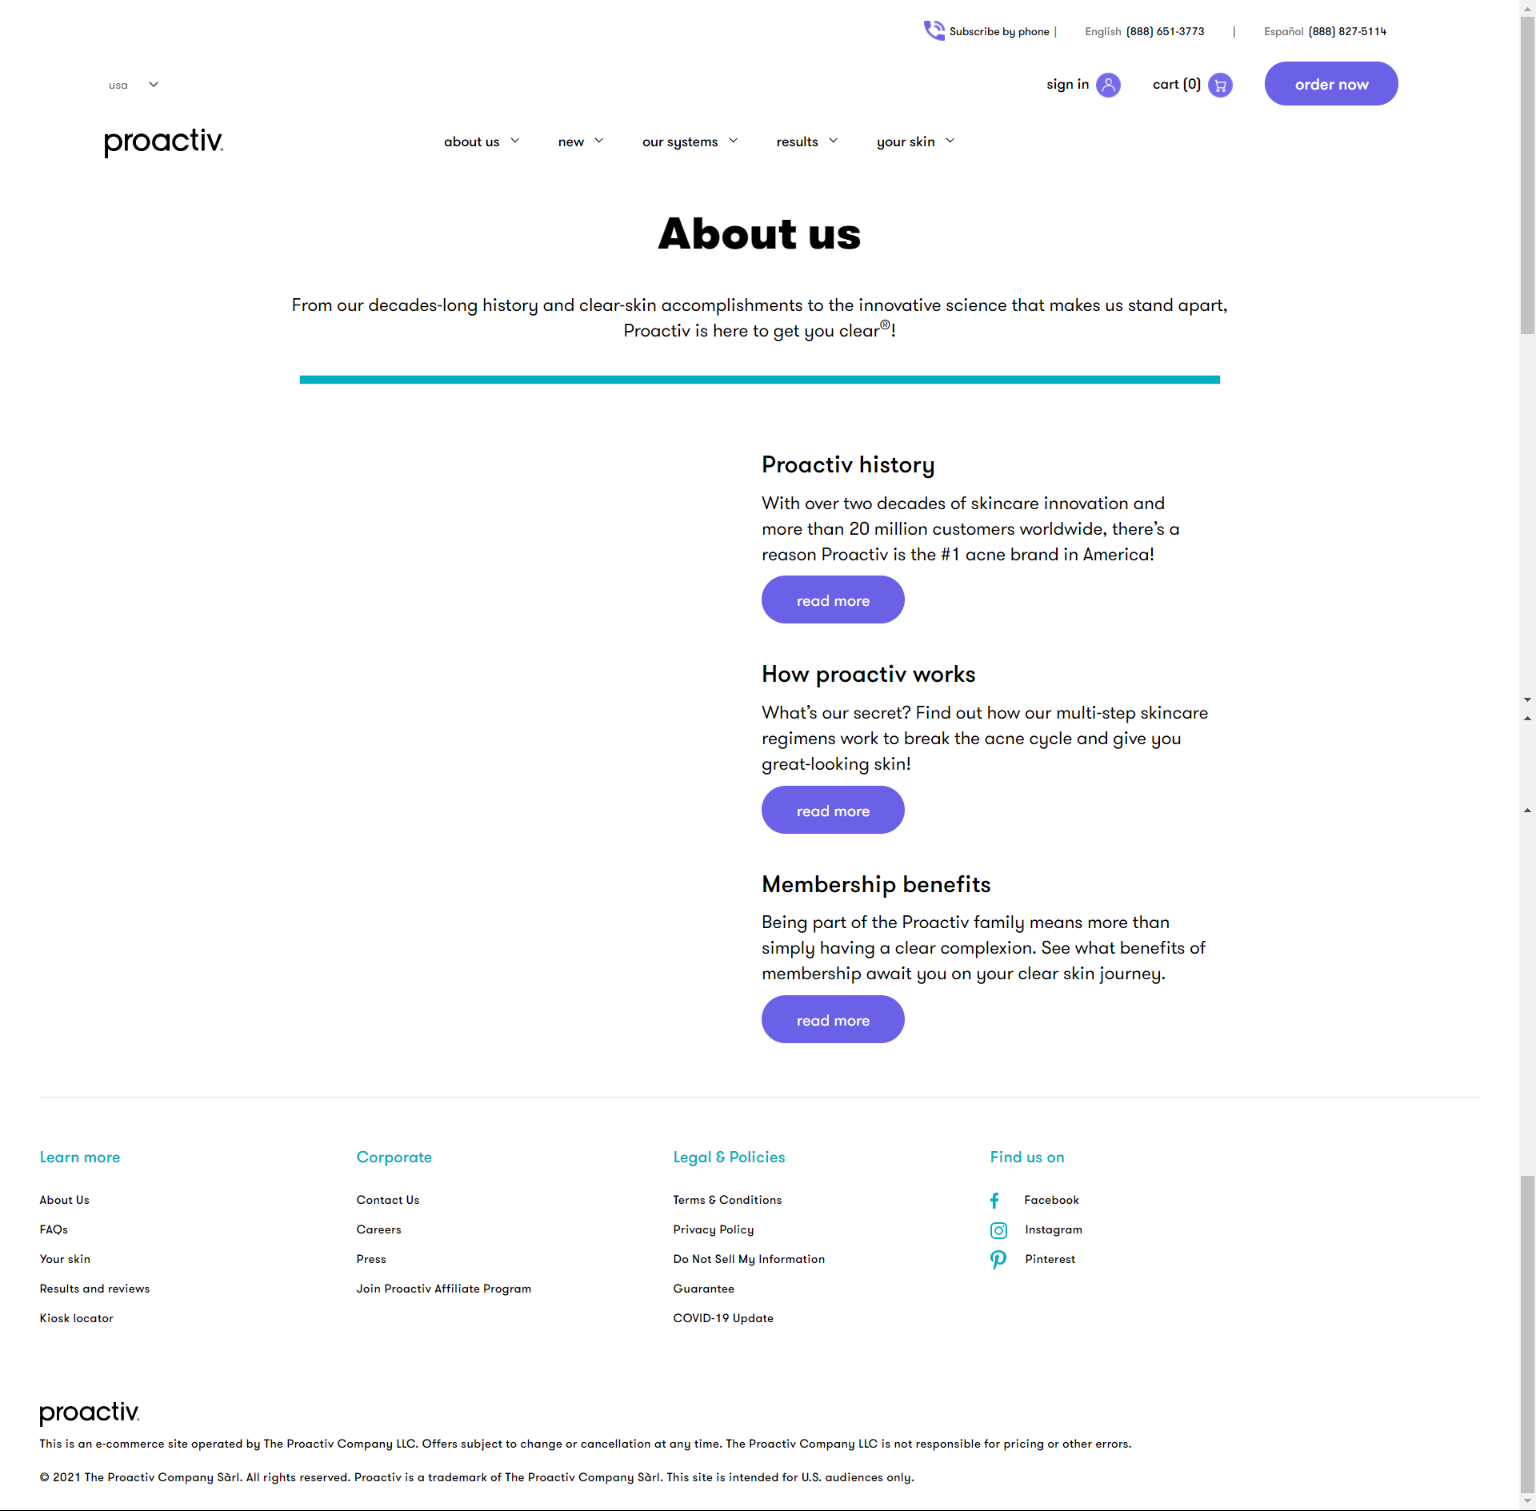 Subscribe by phone | English (888) 651-3773 | Español (888) 827-5114
usa
sign in cart (0) order now
proactiv.
about us new our systems results your skin
About us
From our decades-long history and clear-skin accomplishments to the innovative science that makes us stand apart,
Proactiv is here to get you clear®!
Proactiv history
With over two decades of skincare innovation and
more than 20 million customers worldwide, there's a
reason Proactiv is the #1 acne brand in America!
read more
How proactiv works
What's our secret? Find out how our multi-step skincare
regimens work to break the acne cycle and give you
great-looking skin!
read more
Membership benefits
Being part of the Proactiv family means more than
simply having a clear complexion. See what benefits of
membership await you on your clear skin journey.
read more
Learn more
About Us
FAQs
Your skin
Results and reviews
Kiosk locator
Corporate
Contact Us
Careers
Press
Join Proactiv Affiliate Program
Legal & Policies
Terms & Conditions
Privacy Policy
Do Not Sell My Information
Guarantee
COVID-19 Update
Find us on
Facebook
Instagram
Pinterest
proactiv.
This is an e-commerce site operated by The Proactiv Company LLC. Offers subject to change or cancellation at any time. The Proactiv Company LLC is not responsible for pricing or other errors.
© 2021 The Proactiv Company Sàrl. All rights reserved. Proactiv is a trademark of The Proactiv Company Sàrl. This site is intended for U.S. audiences only.